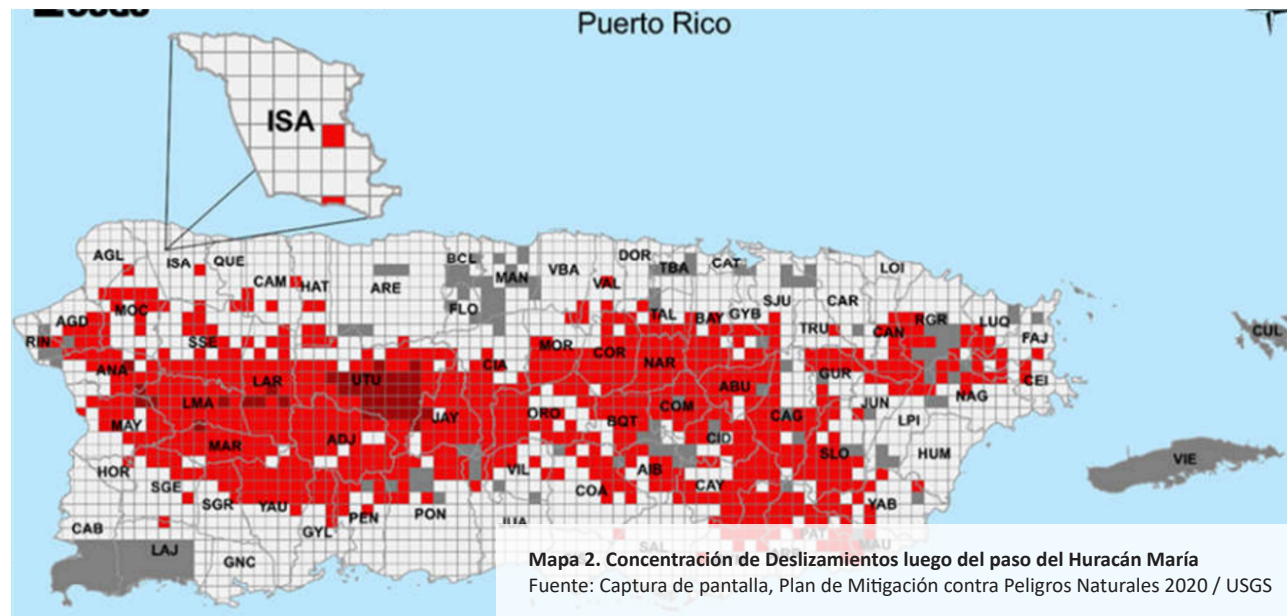 Puerto Rico
ISA
AGL
ISA
QUE
CAM
HAT
ARE
BCL
MAN
VBA
DOR
TBA
CAT
LOI
MOC
FLO
VAL
SJU
CAR
AGD
TAL
BAY
GYB
TRU
CAN
RGR
LUQ
FAJ
CUL
RIN
SSE
MOR
COR
NAR
ANA
LAR
UTU
CIA
ABU
GUR
CEI
LMA
COM
JUN
NAG
MAY
JAY
ORO
BQT
CAG
LPI
MAR
ADJ
CID
HOR
VIL
AIB
SLO
HUM
VIE
SGE
COA
CAY
SGR
YAU
PEN
PON
YAB
CAB
GYL
JUA
LAJ
GNC
SAL
PAT
MAU
Mapa 2. Concentración de Deslizamientos luego del paso del Huracán María
Fuente: Captura de pantalla, Plan de Mitigación contra Peligros Naturales 2020 / USGS